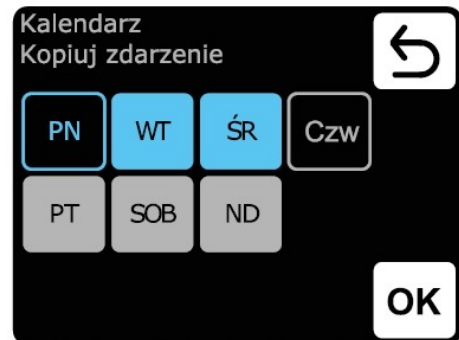 Kalendarz
Kopiuj zdarzenie
PN WT ŚR Czw
PT SOB ND
OK